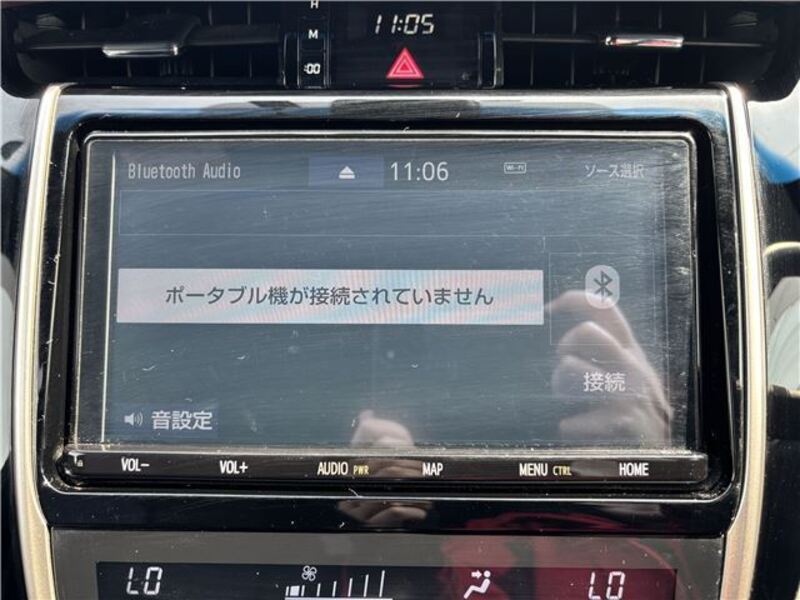 H
11:05
M
:00
Bluetooth Audio 11:06 Wi-Fi ソース選択
ポータブル機が接続されていません
接続
音設定
VOL- VOL+ AUDIO PWR MAP MENU CTRL HOME
LO LO